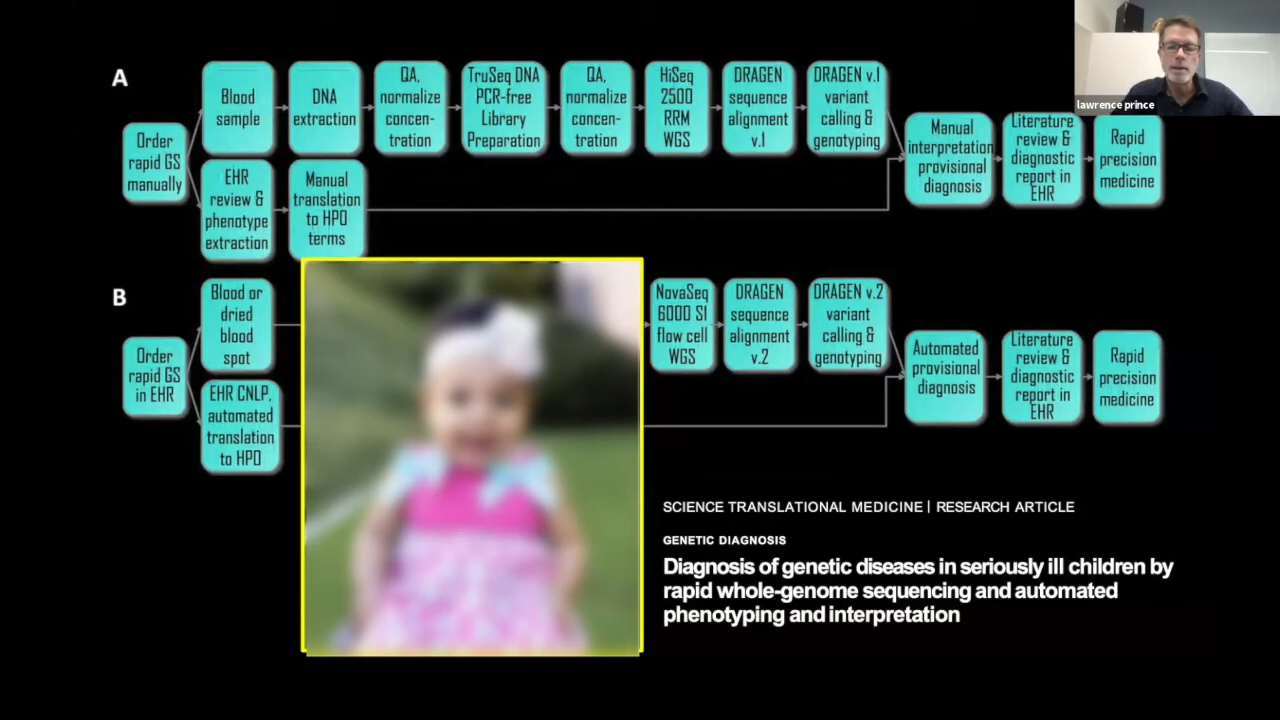 lawrence prince
A
Order
rapid GS
manually
Blood
sample
DNA
extraction
QA,
normalize
concen-
tration
TruSeq DNA
PCR-free
Library
Preparation
QA,
normalize
concen-
tration
HiSeq
2500
RRM
WGS
DRAGEN
sequence
alignment
v.1
DRAGEN v.1
variant
calling &
genotyping
EHR
review &
phenotype
extraction
Manual
translation
to HPO
terms
Manual
interpretation
provisional
diagnosis
Literature
review &
diagnostic
report in
EHR
Rapid
precision
medicine
B
Order
rapid GS
in EHR
Blood or
dried
blood
spot
EHR CNLP,
automated
translation
to HPO
NovaSeq
6000 S1
flow cell
WGS
DRAGEN
sequence
alignment
v.2
DRAGEN v.2
variant
calling &
genotyping
Automated
provisional
diagnosis
Literature
review &
diagnostic
report in
EHR
Rapid
precision
medicine
SCIENCE TRANSLATIONAL MEDICINE | RESEARCH ARTICLE
GENETIC DIAGNOSIS
Diagnosis of genetic diseases in seriously ill children by
rapid whole-genome sequencing and automated
phenotyping and interpretation